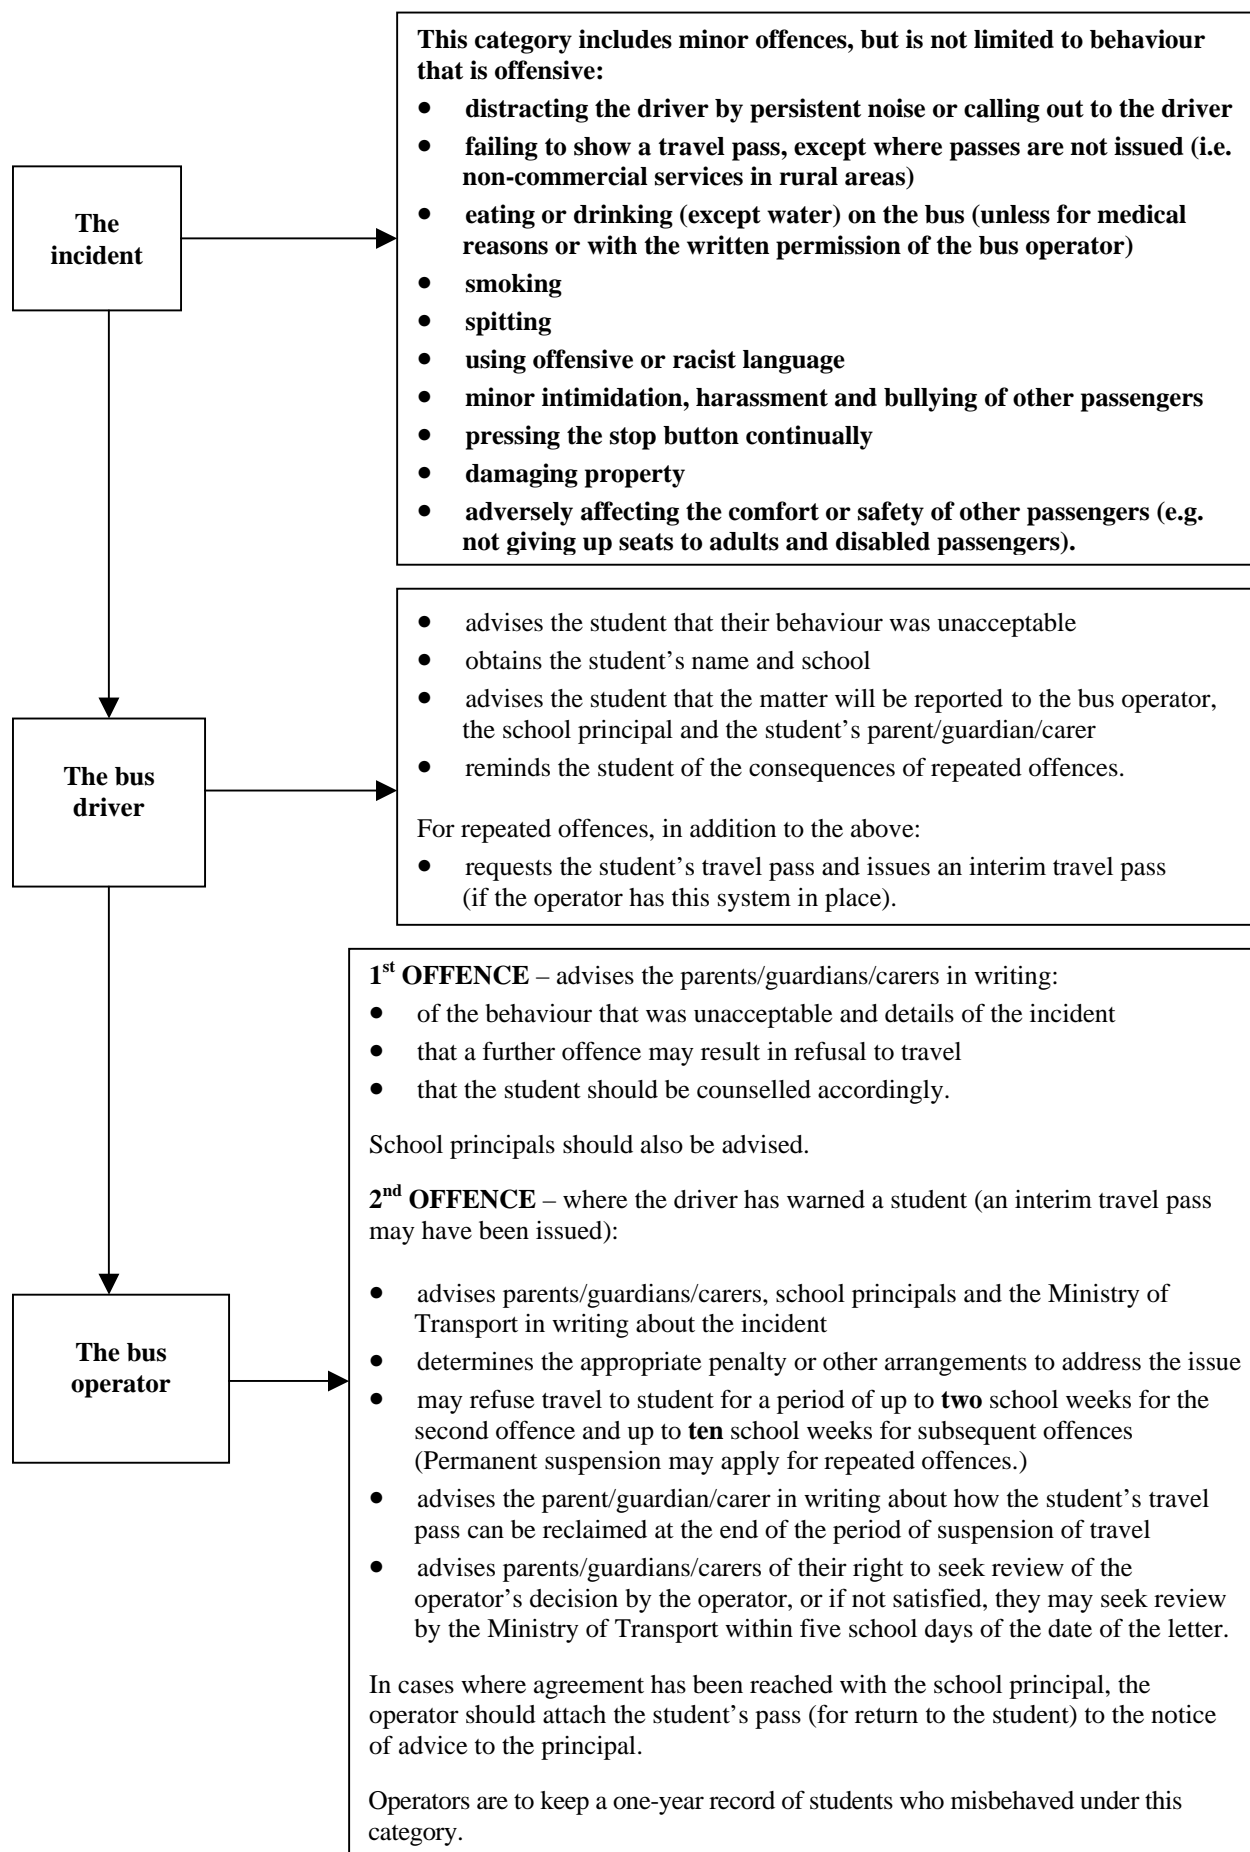 This category includes minor offences, but is not limited to behaviour
that is offensive:
• distracting the driver by persistent noise or calling out to the driver
• failing to show a travel pass, except where passes are not issued (i.e.
non-commercial services in rural areas)
• eating or drinking (except water) on the bus (unless for medical
reasons or with the written permission of the bus operator)
• smoking
• spitting
• using offensive or racist language
• minor intimidation, harassment and bullying of other passengers
• pressing the stop button continually
• damaging property
• adversely affecting the comfort or safety of other passengers (e.g.
not giving up seats to adults and disabled passengers).
The
incident
• advises the student that their behaviour was unacceptable
• obtains the student’s name and school
• advises the student that the matter will be reported to the bus operator,
the school principal and the student’s parent/guardian/carer
• reminds the student of the consequences of repeated offences.
For repeated offences, in addition to the above:
• requests the student’s travel pass and issues an interim travel pass
(if the operator has this system in place).
The bus
driver
1st OFFENCE – advises the parents/guardians/carers in writing:
• of the behaviour that was unacceptable and details of the incident
• that a further offence may result in refusal to travel
• that the student should be counselled accordingly.
School principals should also be advised.
2nd OFFENCE – where the driver has warned a student (an interim travel pass
may have been issued):
• advises parents/guardians/carers, school principals and the Ministry of
Transport in writing about the incident
• determines the appropriate penalty or other arrangements to address the issue
• may refuse travel to student for a period of up to two school weeks for the
second offence and up to ten school weeks for subsequent offences
(Permanent suspension may apply for repeated offences.)
• advises the parent/guardian/carer in writing about how the student’s travel
pass can be reclaimed at the end of the period of suspension of travel
• advises parents/guardians/carers of their right to seek review of the
operator’s decision by the operator, or if not satisfied, they may seek review
by the Ministry of Transport within five school days of the date of the letter.
In cases where agreement has been reached with the school principal, the
operator should attach the student’s pass (for return to the student) to the notice
of advice to the principal.
Operators are to keep a one-year record of students who misbehaved under this
category.
The bus
operator